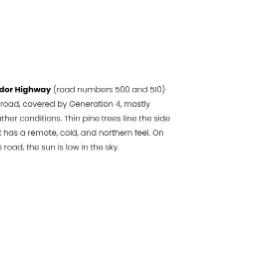 dor Highway (road numbers 500 and 510)
road, covered by Generation 4, mostly
ther conditions. Thin pine trees line the side
t has a remote, cold, and northern feel. On
road, the sun is low in the sky.